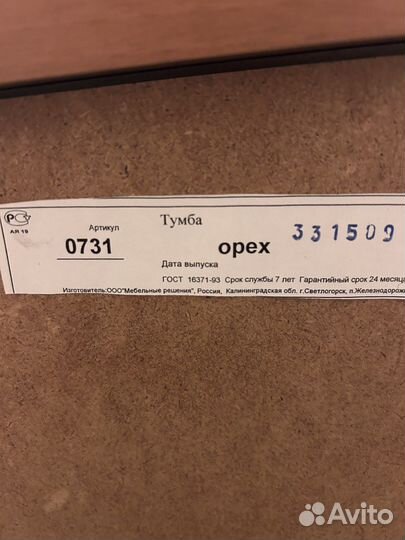 РСТ
АЯ 19
Артикул
0731
Тумба
орех
331509
Дата выпуска
ГОСТ 16371-93 Срок службы 7 лет Гарантийный срок 24 месяца
Изготовитель:ООО"Мебельные решения", Россия, Калининградская обл. г.Светлогорск, п.Железнодорож
Avito